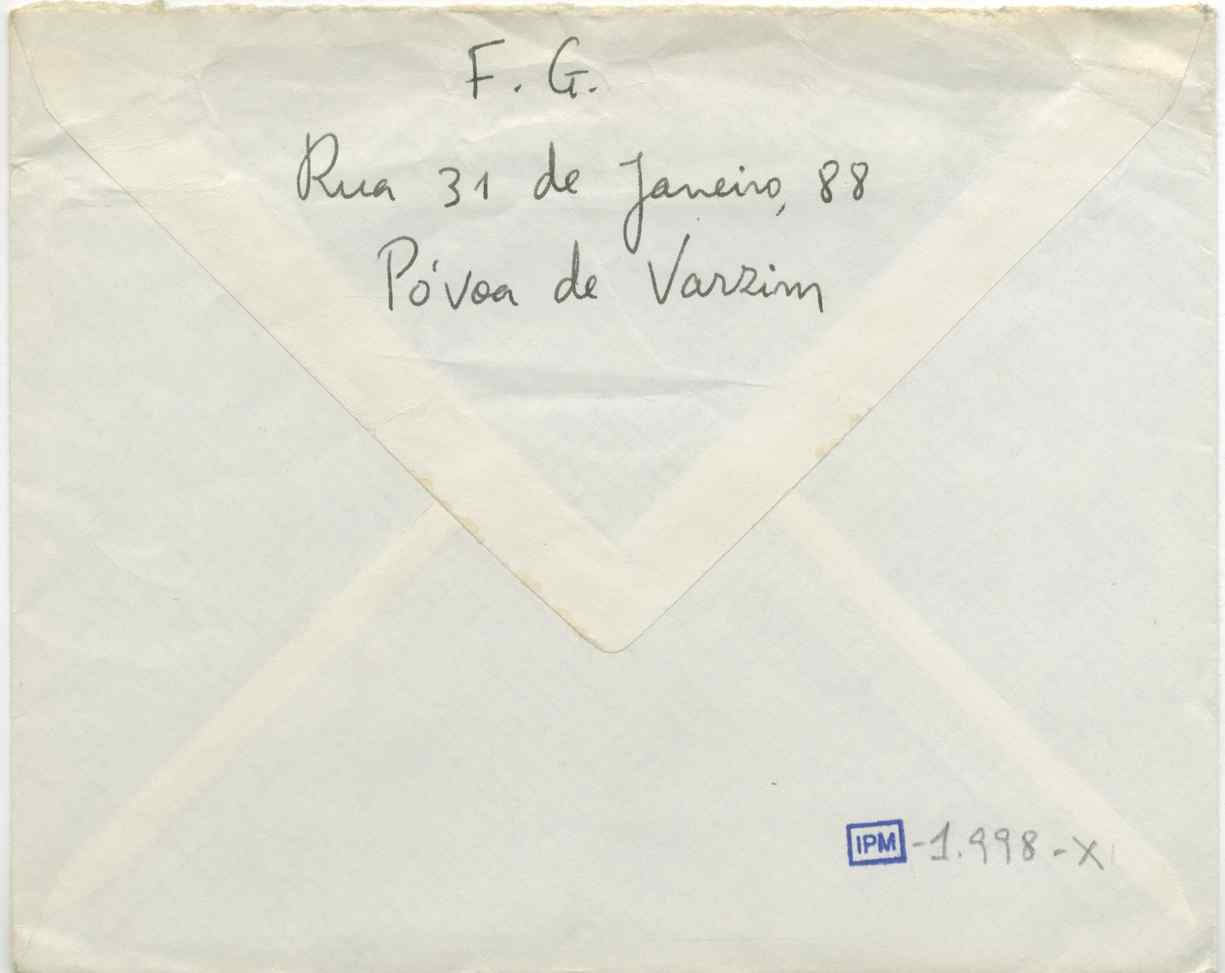 F. G.
Rua 31 de Janeiro, 88
Póvoa de Varzim
IPM -1.998-X